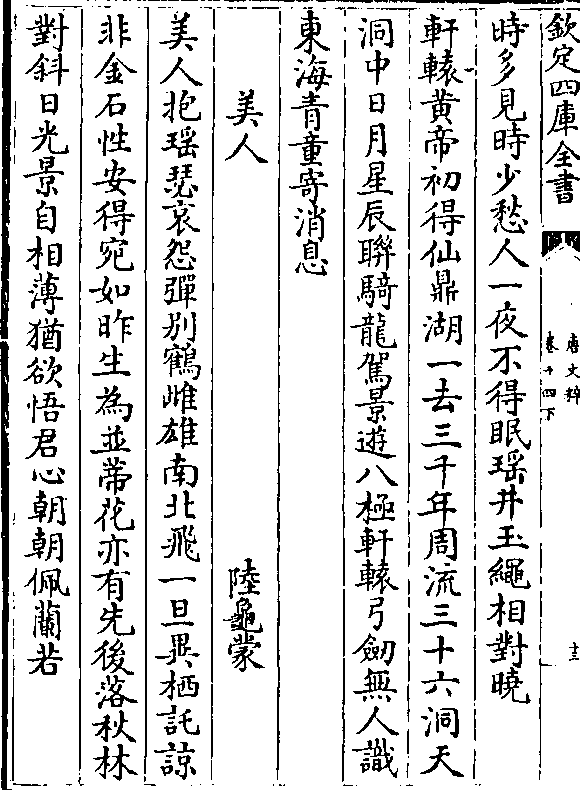 欽定四庫全書
唐文粹
卷十四下
十三
時多見時少愁人一夜不得眠瑶井玉繩相對曉
軒轅黃帝初得仙鼎湖一去三千年周流三十六洞天
洞中日月星辰聯騎龍駕景遊八極軒轅弓劒無人識
東海青童寄消息
美人 陸龜蒙
美人抱瑶瑟哀怨彈別鶴雌雄南北飛一旦異栖託諒
非金石性安得宛如昨生為並蒂花亦有先後落秋林
對斜日光景自相薄猶欲悟君心朝朝佩蘭若